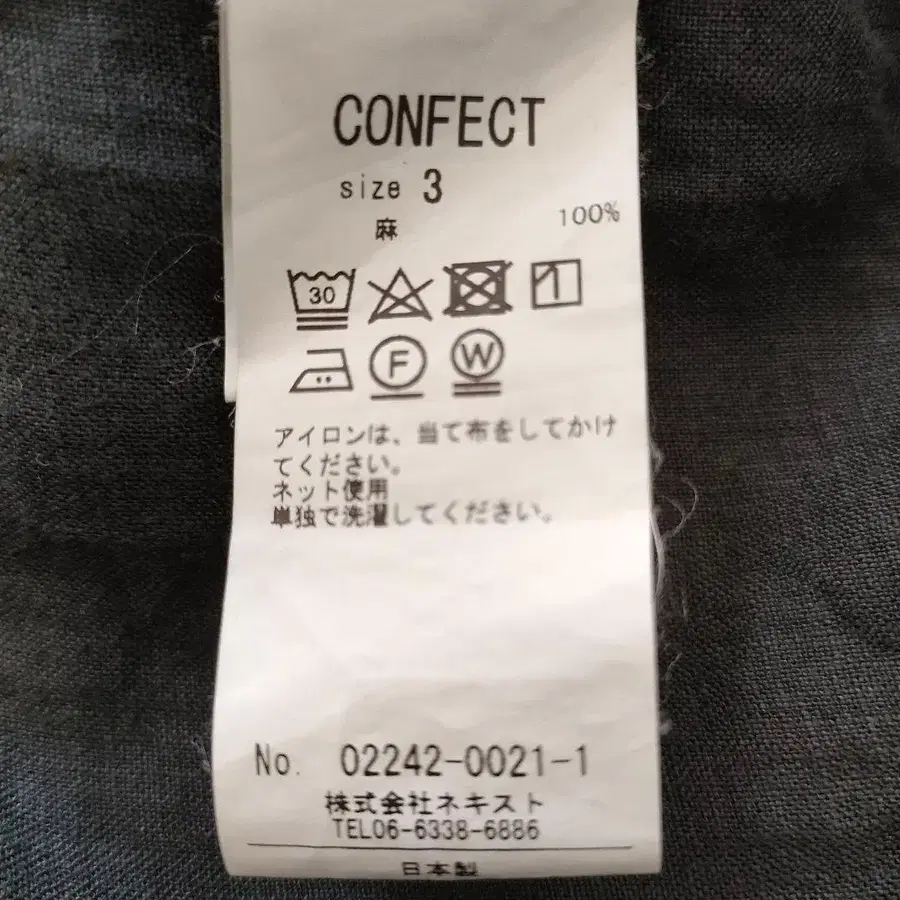 CONFECT
size 3
麻 100%
30
F W
アイロンは、当て布をしてかけ
てください。
ネット使用
単独で洗濯してください。
No. 02242-0021-1
株式会社ネキスト
TEL06-6338-6886
日本製